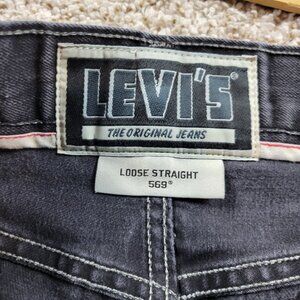 LEVI'S®
THE ORIGINAL JEANS
LOOSE STRAIGHT
569®